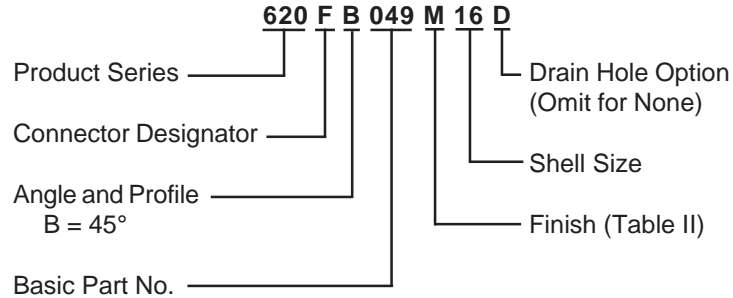 620 F B 049 M 16 D
Product Series
Connector Designator
Angle and Profile
B = 45°
Basic Part No.
Drain Hole Option
(Omit for None)
Shell Size
Finish (Table II)